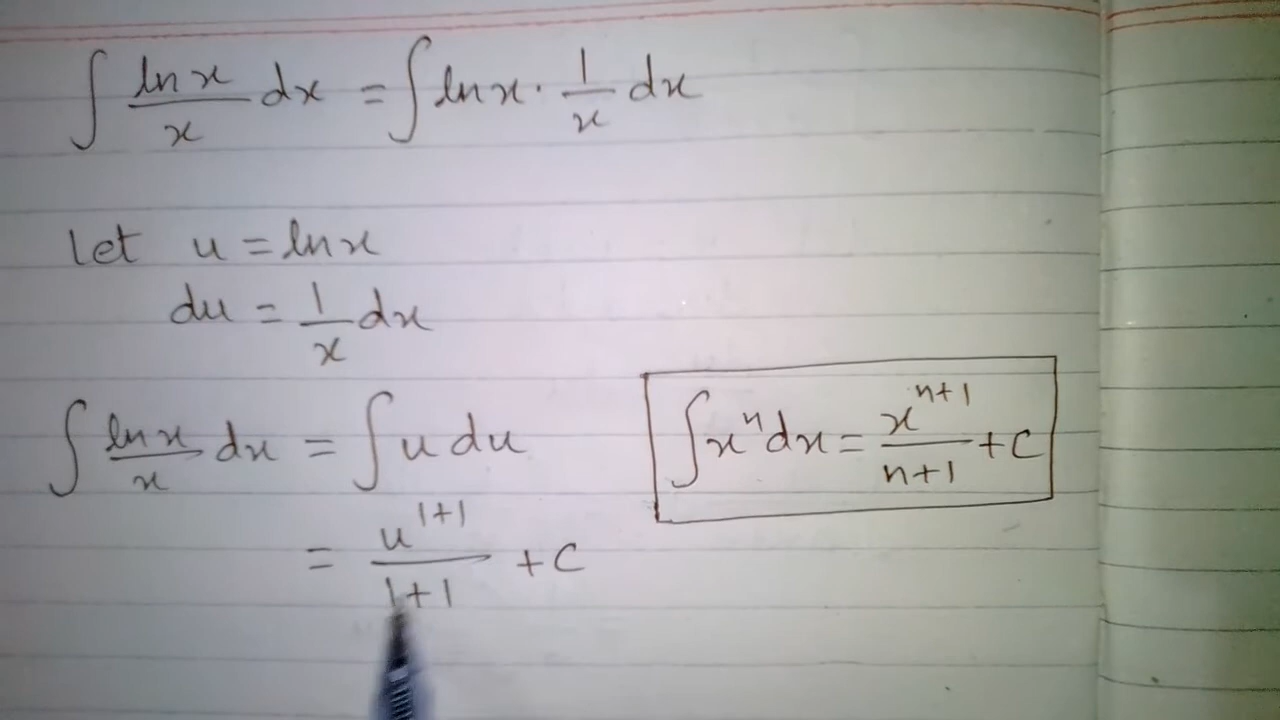 ∫ ln x / x dx = ∫ ln x · 1/x dx
Let u = ln x
du = 1/x dx
∫ ln x / x dx = ∫ u du
∫ xⁿ dx = xⁿ⁺¹ / n+1 + C
= u¹⁺¹ / 1+1 + C